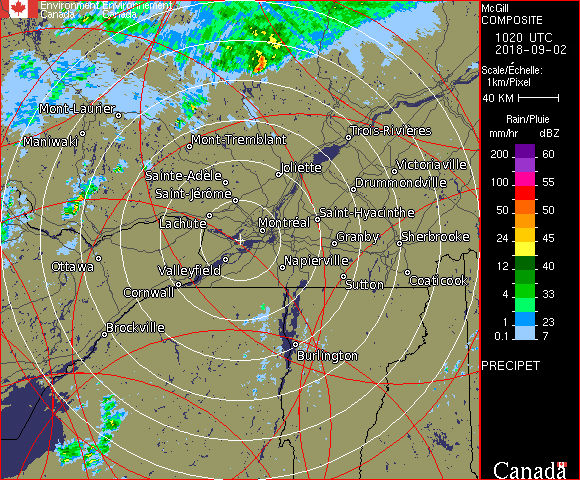 Environment Environnement
Canada Canada
McGill
COMPOSITE
1020 UTC
2018-09-02
Scale/Échelle:
1km/Pixel
40 KM
Rain/Pluie
mm/hr dBZ
200 60
100 55
50 50
24 45
12 40
4 33
1 23
0.1 7
PRECIPET
Canada
Mont-Laurier
Maniwaki
Mont-Tremblant
Trois-Rivières
Sainte-Adèle
Joliette
Victoriaville
Saint-Jérôme
Drummondville
Lachute
Montréal
Saint-Hyacinthe
Granby
Sherbrooke
Ottawa
Valleyfield
Napierville
Cornwall
Sutton
Coaticook
Brockville
Burlington